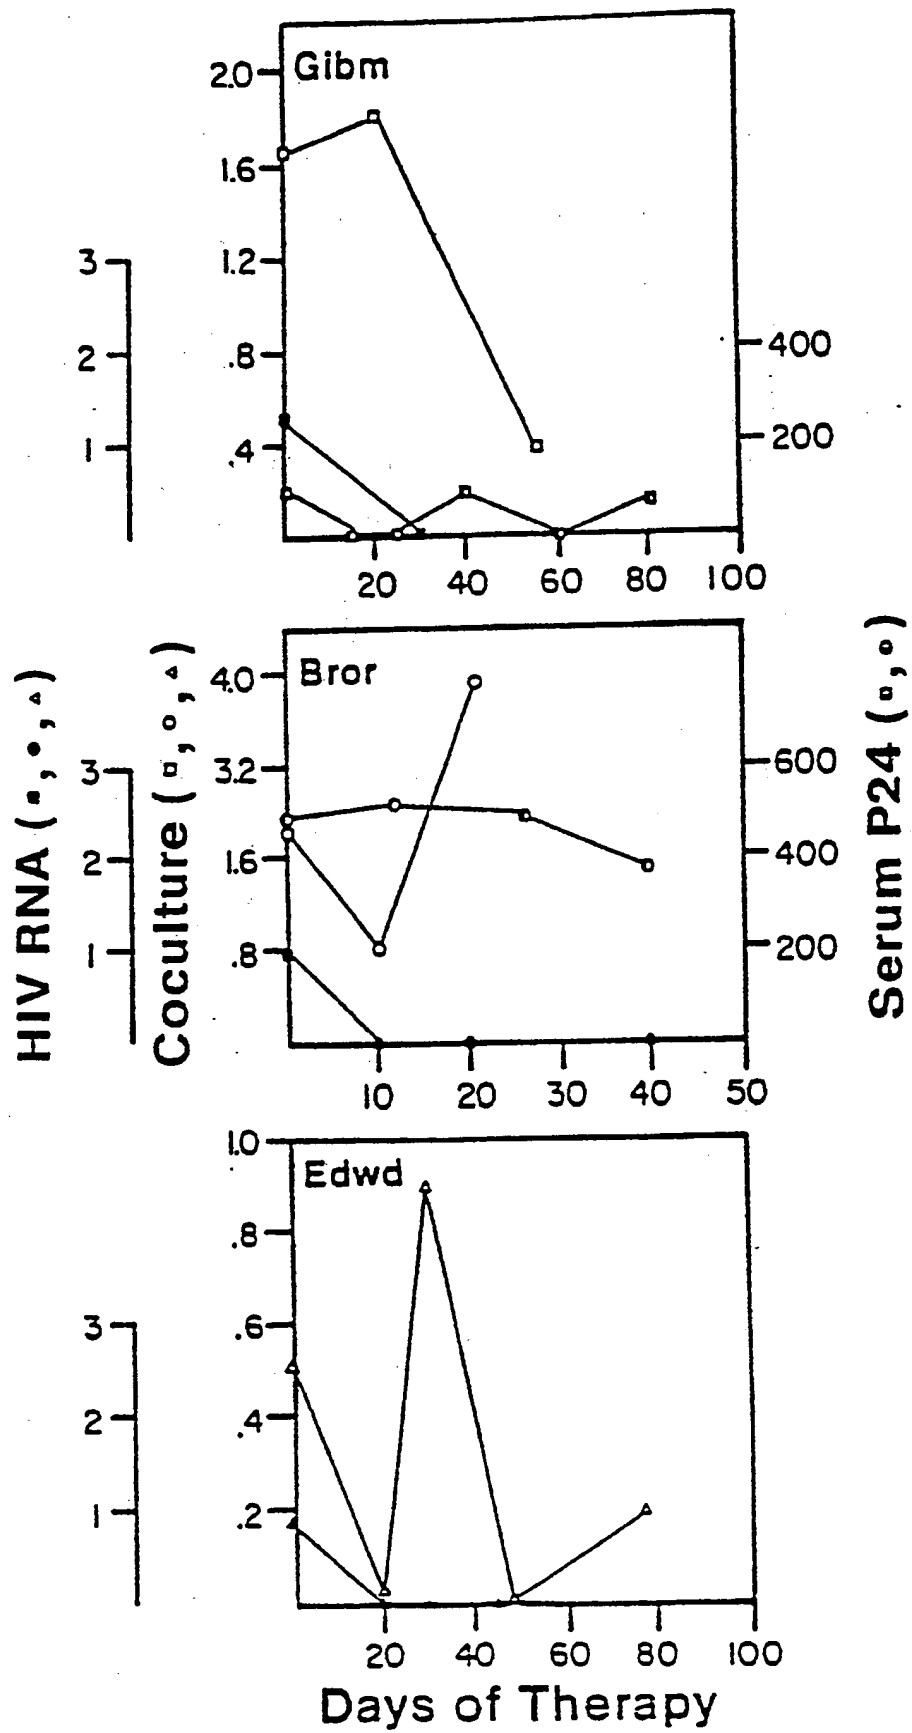 Gibm
2.0
1.6
1.2
.8
.4
3
2
1
400
200
20 40 60 80 100
HIV RNA (▫,•,▵)
Coculture (▫,°,▵)
Serum P24 (▫,°)
Bror
4.0
3.2
1.6
.8
3
2
1
600
400
200
10 20 30 40 50
Edwd
1.0
.8
.6
.4
.2
3
2
1
20 40 60 80 100
Days of Therapy